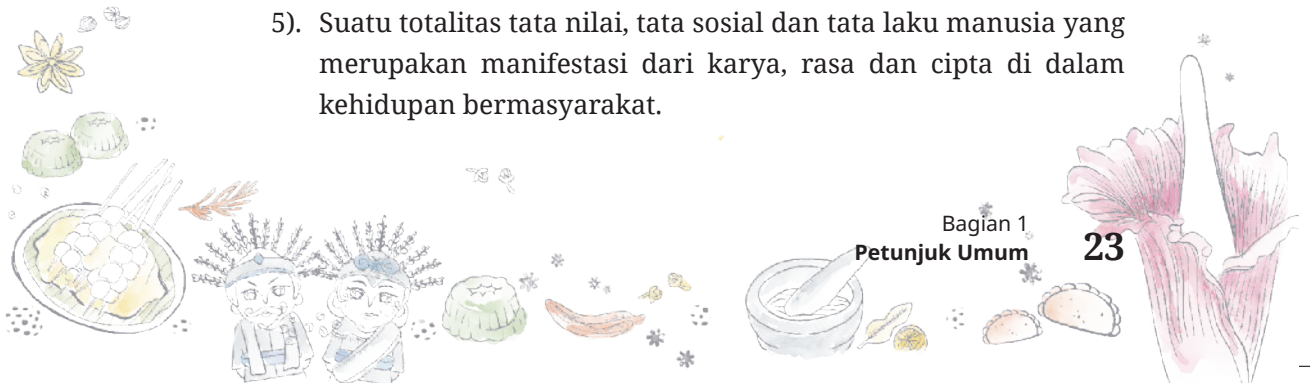 5). Suatu totalitas tata nilai, tata sosial dan tata laku manusia yang
merupakan manifestasi dari karya, rasa dan cipta di dalam
kehidupan bermasyarakat.
Bagian 1
Petunjuk Umum 23